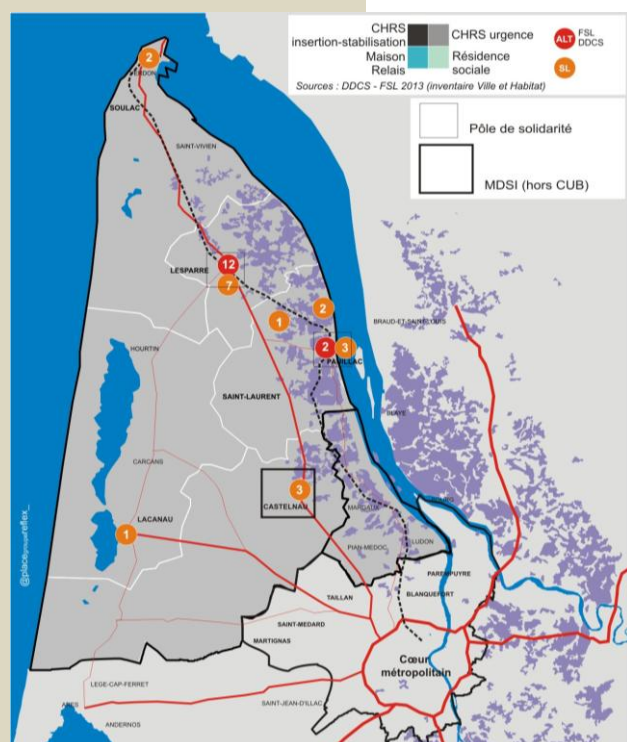 CHRS
insertion-stabilisation
CHRS urgence
Maison
Relais
Résidence
sociale
ALT
FSL
DDCS
SL
Sources : DDCS - FSL 2013 (inventaire Ville et Habitat)
Pôle de solidarité
MDSI (hors CUB)
2
SOULAC
SAINT-VIVIEN
12
LESPARRE
7
2
1
BRAUD-ET-SAINT-LOUIS
HOURTIN
2
3
PAUILLAC
SAINT-LAURENT
BLAYE
CARCANS
3
CASTELNAU
MARGAUX
BOURG
LACANAU
1
PIAN-MEDOC
LUDON
PAREMPUYRE
TAILLAN
BLANQUEFORT
SAINT-MEDARD
MARTIGNAS
Cœur
métropolitain
LEGE-CAP-FERRET
ARES
SAINT-JEAN-D'ILLAC
ANDERNOS
@placegroupereflex_